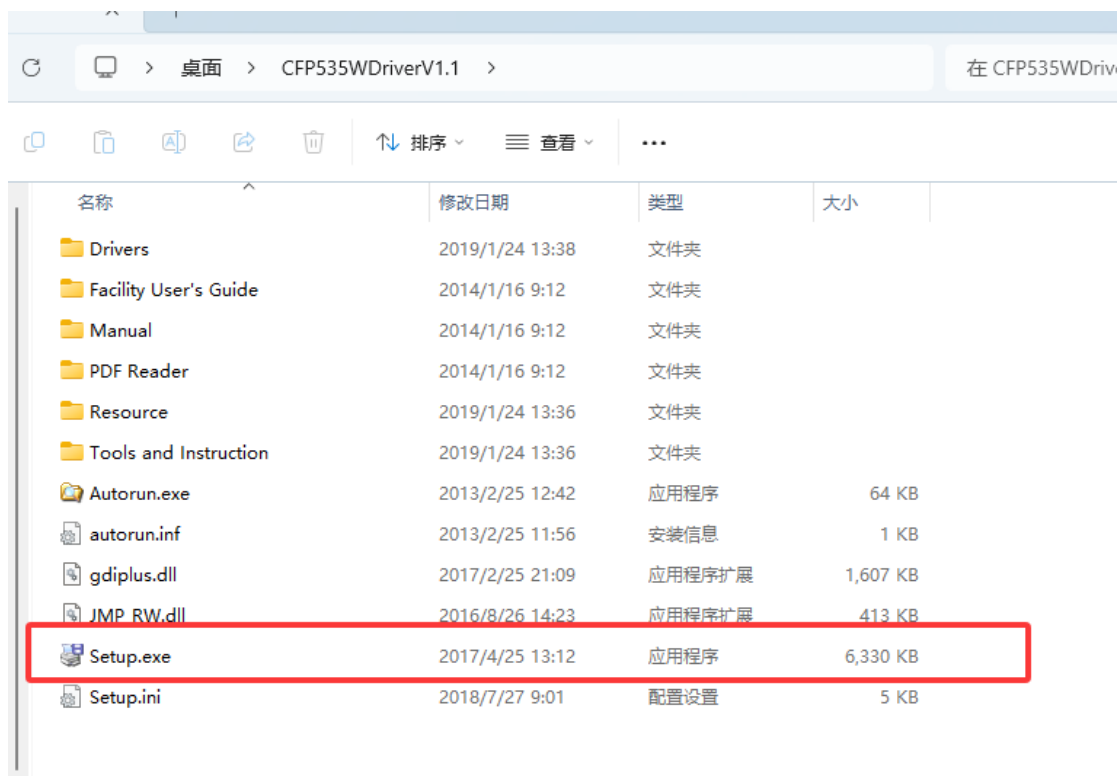 桌面 > CFP535WDriverV1.1 > 在 CFP535WDrive
排序 查看 ...
名称 修改日期 类型 大小
Drivers 2019/1/24 13:38 文件夹
Facility User's Guide 2014/1/16 9:12 文件夹
Manual 2014/1/16 9:12 文件夹
PDF Reader 2014/1/16 9:12 文件夹
Resource 2019/1/24 13:36 文件夹
Tools and Instruction 2019/1/24 13:36 文件夹
Autorun.exe 2013/2/25 12:42 应用程序 64 KB
autorun.inf 2013/2/25 11:56 安装信息 1 KB
gdiplus.dll 2017/2/25 21:09 应用程序扩展 1,607 KB
JMP_RW.dll 2016/8/26 14:23 应用程序扩展 413 KB
Setup.exe 2017/4/25 13:12 应用程序 6,330 KB
Setup.ini 2018/7/27 9:01 配置设置 5 KB